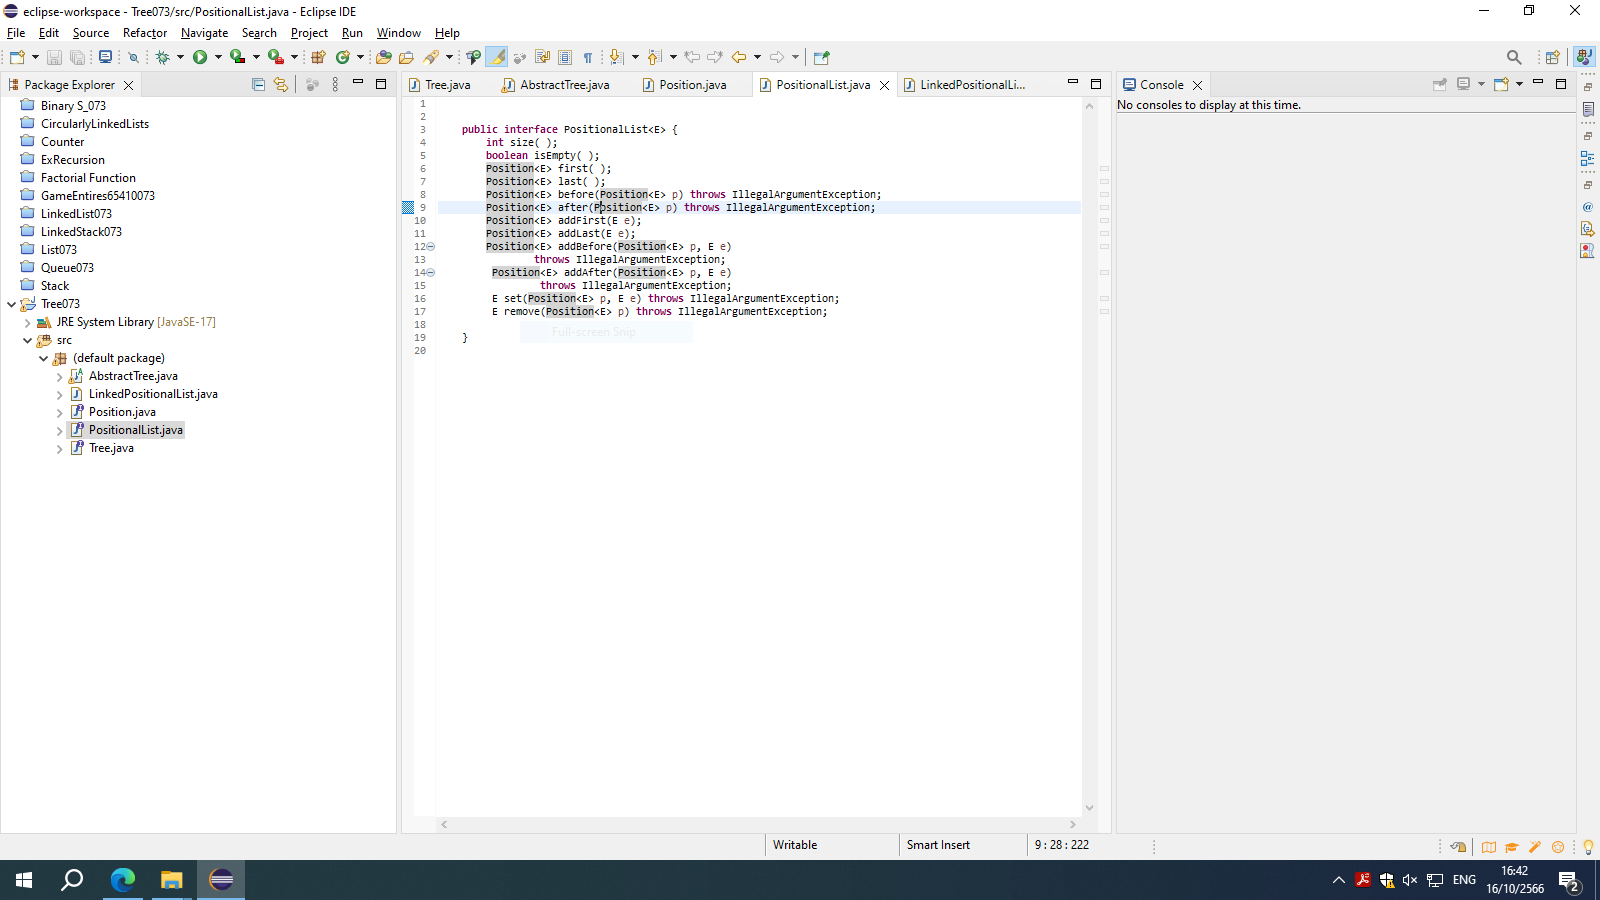 eclipse-workspace - Tree073/src/PositionalList.java - Eclipse IDE
File Edit Source Refactor Navigate Search Project Run Window Help
Package Explorer
Binary S_073
CircularlyLinkedLists
Counter
ExRecursion
Factorial Function
GameEntires65410073
LinkedList073
LinkedStack073
List073
Queue073
Stack
Tree073
JRE System Library [JavaSE-17]
src
(default package)
AbstractTree.java
LinkedPositionalList.java
Position.java
PositionalList.java
Tree.java
Tree.java AbstractTree.java Position.java PositionalList.java LinkedPositionalLi...
1
2
3 public interface PositionalList<E> {
4 int size( );
5 boolean isEmpty( );
6 Position<E> first( );
7 Position<E> last( );
8 Position<E> before(Position<E> p) throws IllegalArgumentException;
9 Position<E> after(Position<E> p) throws IllegalArgumentException;
10 Position<E> addFirst(E e);
11 Position<E> addLast(E e);
12 Position<E> addBefore(Position<E> p, E e)
13 throws IllegalArgumentException;
14 Position<E> addAfter(Position<E> p, E e)
15 throws IllegalArgumentException;
16 E set(Position<E> p, E e) throws IllegalArgumentException;
17 E remove(Position<E> p) throws IllegalArgumentException;
18
19 }
20
Full-screen Snip
Console
No consoles to display at this time.
Writable Smart Insert 9 : 28 : 222
ENG
16:42
16/10/2566
2